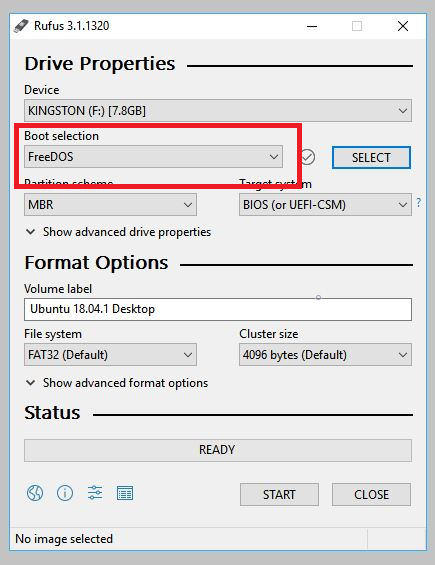 Rufus 3.1.1320
Drive Properties
Device
KINGSTON (F:) [7.8GB]
Boot selection
FreeDOS
SELECT
Partition scheme Target system
MBR BIOS (or UEFI-CSM) ?
Show advanced drive properties
Format Options
Volume label
Ubuntu 18.04.1 Desktop
File system Cluster size
FAT32 (Default) 4096 bytes (Default)
Show advanced format options
Status
READY
START CLOSE
No image selected